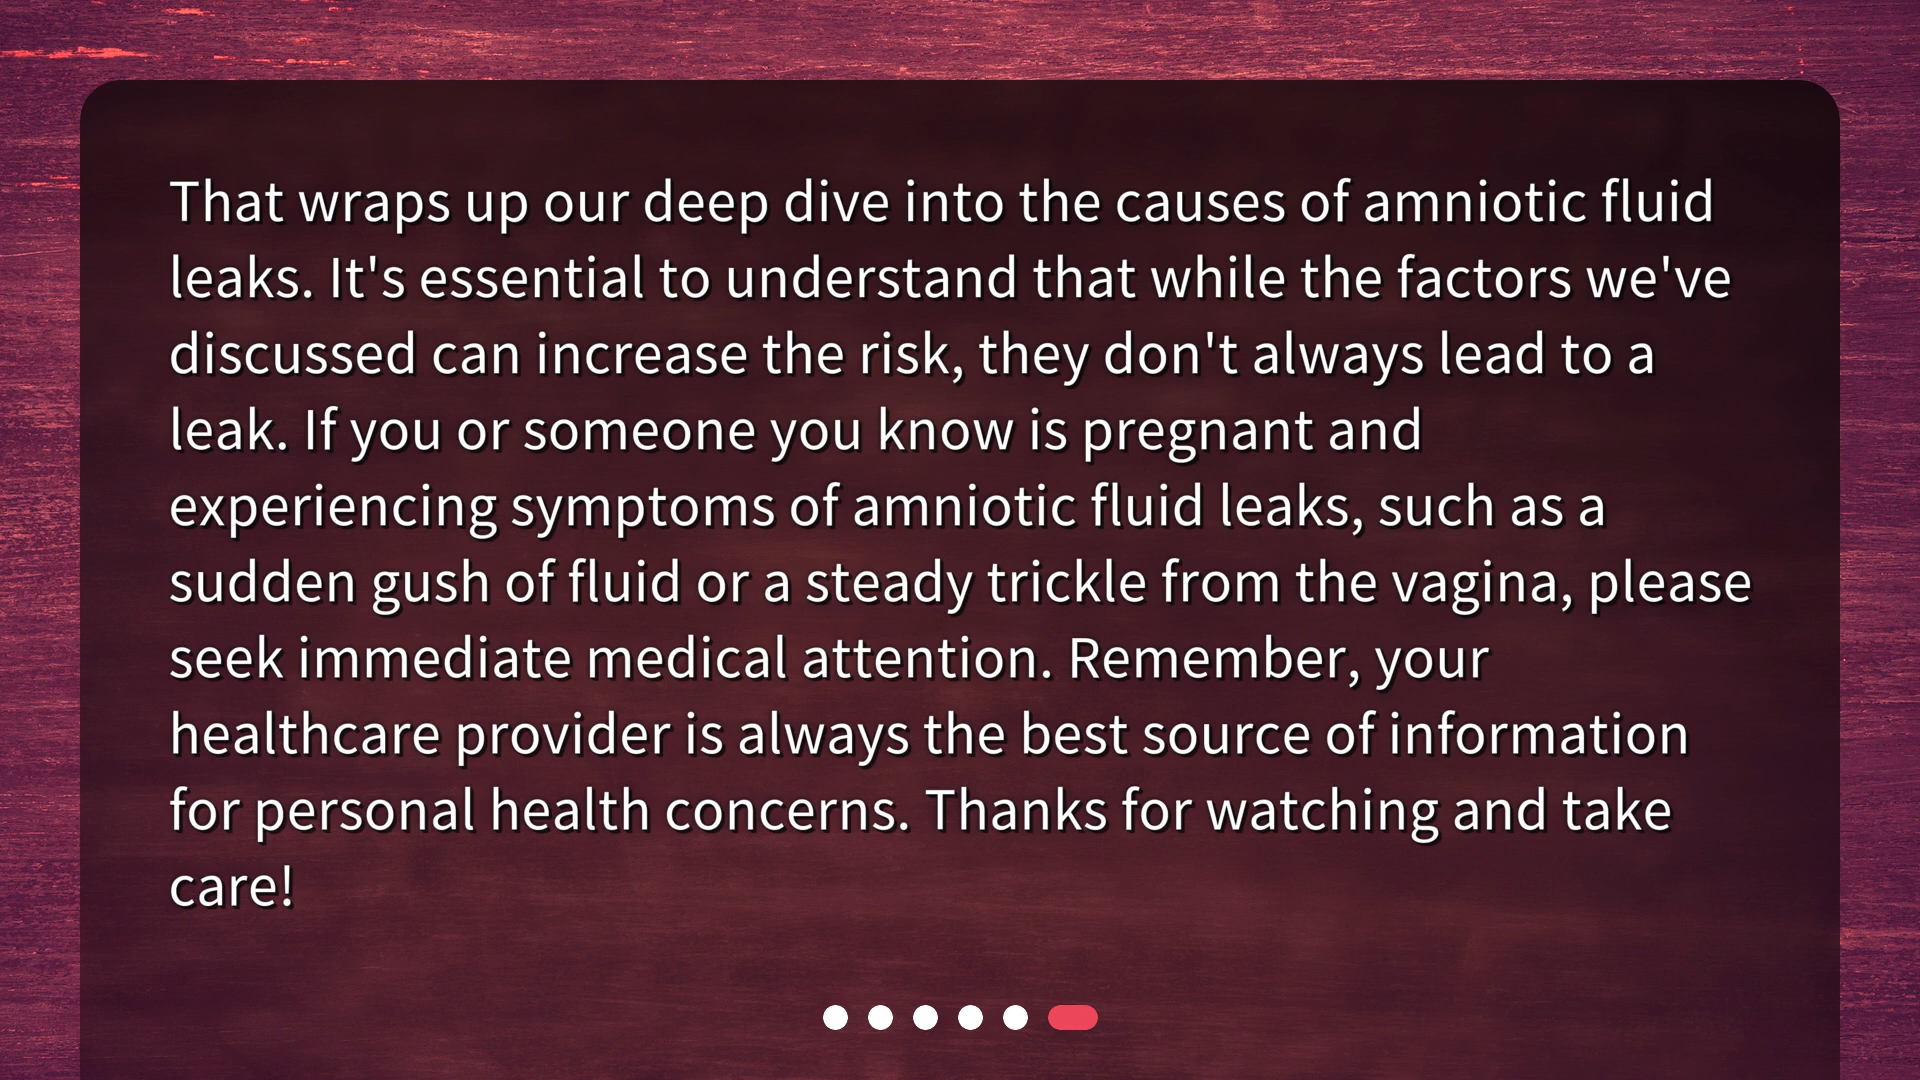 That wraps up our deep dive into the causes of amniotic fluid
leaks. It's essential to understand that while the factors we've
discussed can increase the risk, they don't always lead to a
leak. If you or someone you know is pregnant and
experiencing symptoms of amniotic fluid leaks, such as a
sudden gush of fluid or a steady trickle from the vagina, please
seek immediate medical attention. Remember, your
healthcare provider is always the best source of information
for personal health concerns. Thanks for watching and take
care!